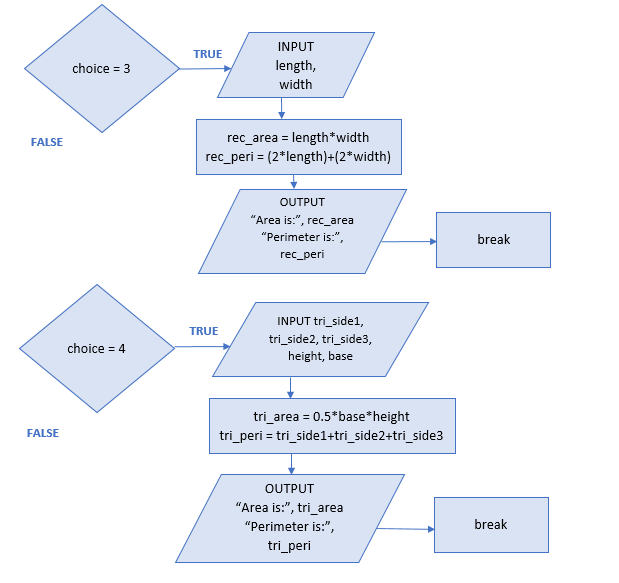 choice = 3
TRUE
FALSE
INPUT
length,
width
rec_area = length*width
rec_peri = (2*length)+(2*width)
OUTPUT
“Area is:”, rec_area
“Perimeter is:”,
rec_peri
break
choice = 4
TRUE
FALSE
INPUT tri_side1,
tri_side2, tri_side3,
height, base
tri_area = 0.5*base*height
tri_peri = tri_side1+tri_side2+tri_side3
OUTPUT
“Area is:”, tri_area
“Perimeter is:”,
tri_peri
break